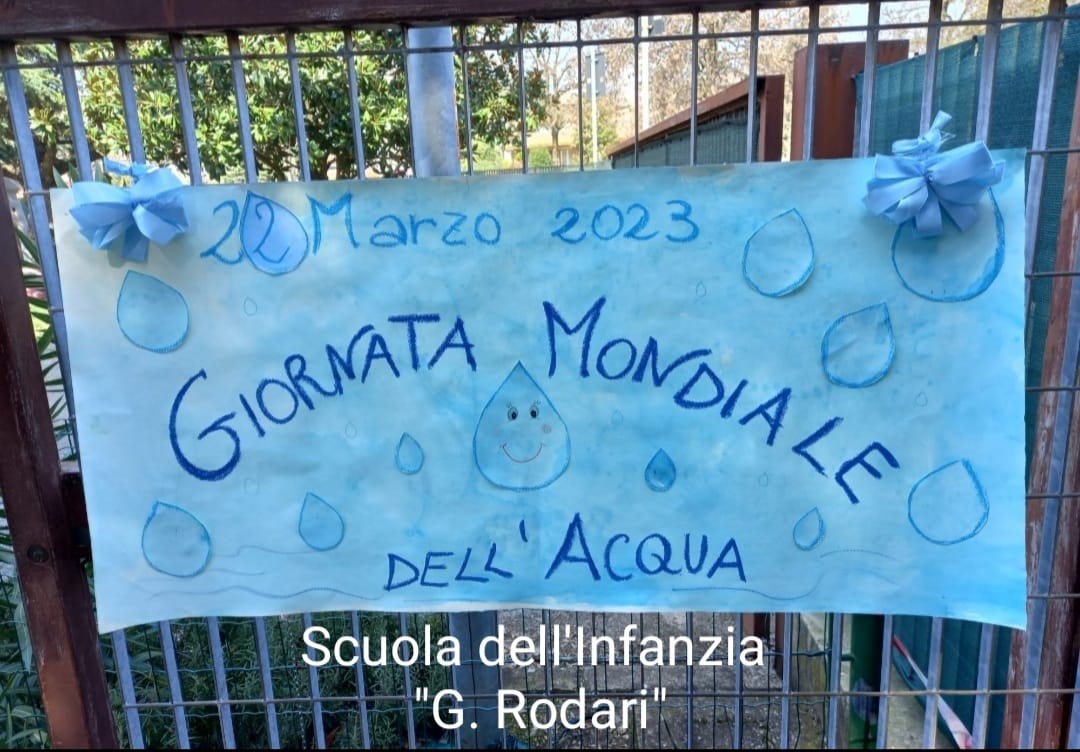 22 Marzo 2023
GIORNATA MONDIALE
DELL'ACQUA
Scuola dell'Infanzia
"G. Rodari"